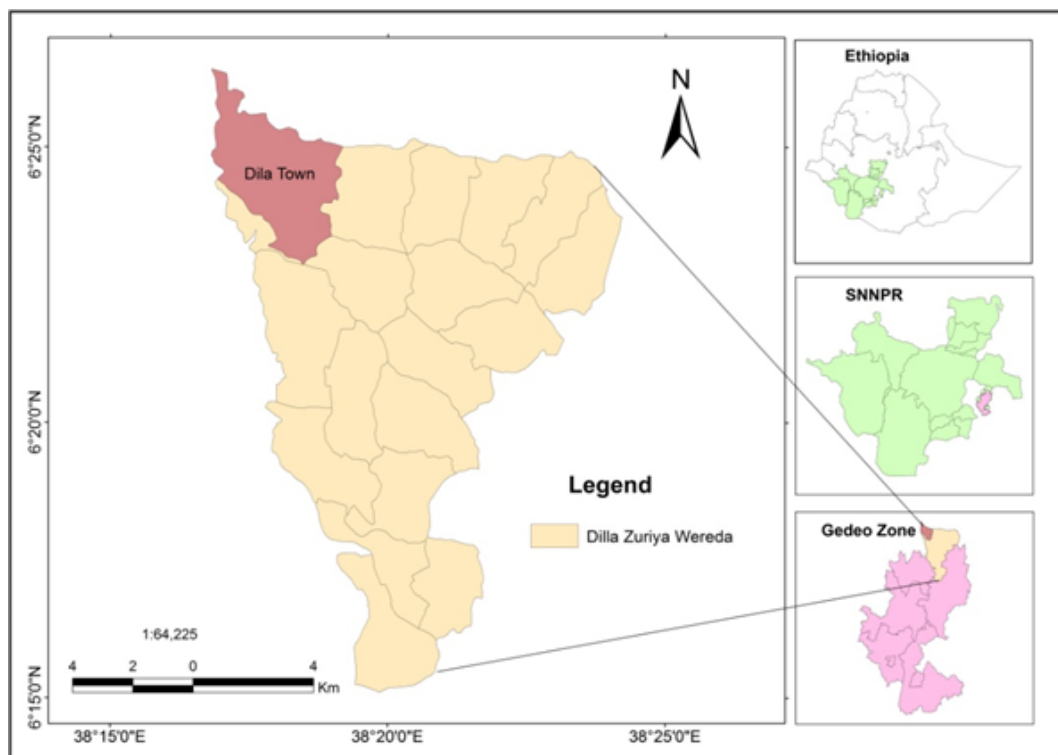 Ethiopia
N
6°25'0"N
Dila Town
SNNPR
6°20'0"N
Legend
Dilla Zuriya Wereda
Gedeo Zone
1:64,225
4 2 0 4
Km
6°15'0"N
38°15'0"E 38°20'0"E 38°25'0"E